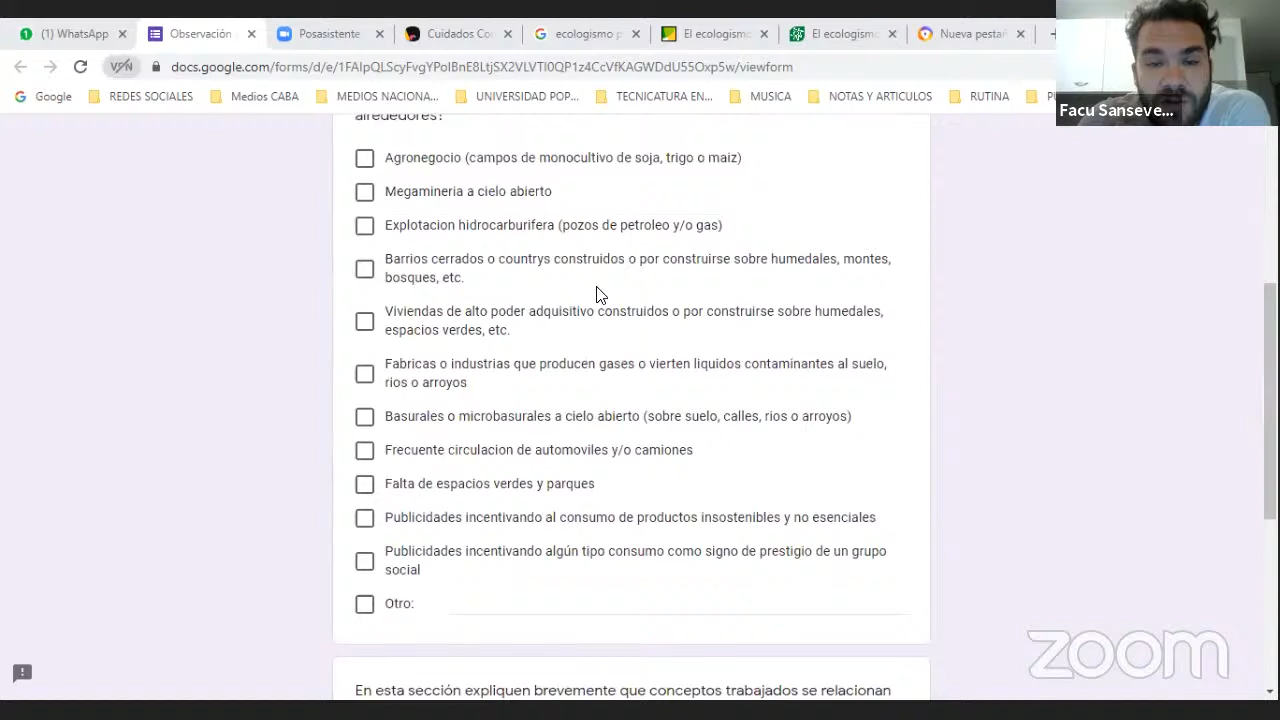 (1) WhatsApp
Observación
Posasistente
Cuidados Co
ecologismo p
El ecologismo
El ecologismo
Nueva pesta
docs.google.com/forms/d/e/1FAIpQLScyFvgYPoIBnE8LtjSX2VLVTl0QP1z4CcVfKAGWDdU55Oxp5w/viewform
Google
REDES SOCIALES
Medios CABA
MEDIOS NACIONA...
UNIVERSIDAD POP...
TECNICATURA EN...
MUSICA
NOTAS Y ARTICULOS
RUTINA
Facu Sanseve...
alrededores?
Agronegocio (campos de monocultivo de soja, trigo o maiz)
Megamineria a cielo abierto
Explotacion hidrocarburifera (pozos de petroleo y/o gas)
Barrios cerrados o countrys construidos o por construirse sobre humedales, montes,
bosques, etc.
Viviendas de alto poder adquisitivo construidos o por construirse sobre humedales,
espacios verdes, etc.
Fabricas o industrias que producen gases o vierten liquidos contaminantes al suelo,
rios o arroyos
Basurales o microbasurales a cielo abierto (sobre suelo, calles, rios o arroyos)
Frecuente circulacion de automoviles y/o camiones
Falta de espacios verdes y parques
Publicidades incentivando al consumo de productos insostenibles y no esenciales
Publicidades incentivando algún tipo consumo como signo de prestigio de un grupo
social
Otro:
zoom
En esta sección expliquen brevemente que conceptos trabajados se relacionan